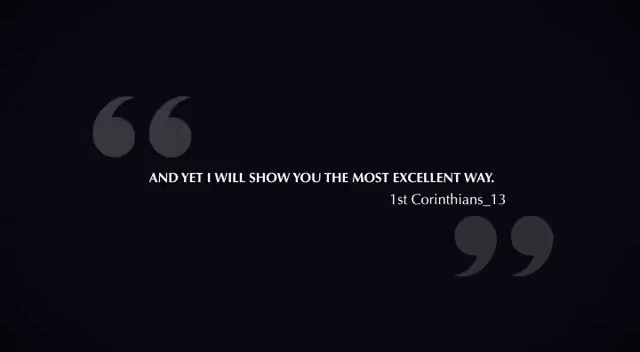 AND YET I WILL SHOW YOU THE MOST EXCELLENT WAY.
1st Corinthians_13